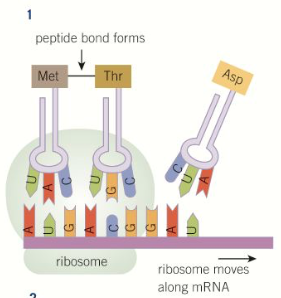 1
peptide bond forms
Met Thr Asp
U A C U G C C U A
A U G A C G G A U
ribosome
ribosome moves
along mRNA